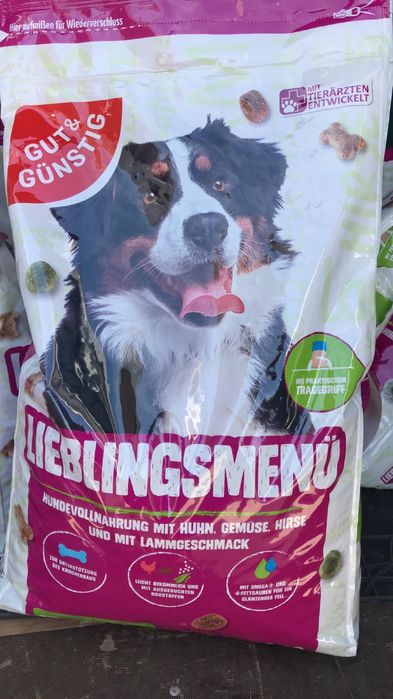 Hier aufreißen für Wiederverschluss
MIT
TIERÄRZTEN
ENTWICKELT
GUT&
GÜNSTIG
MIT PRAKTISCHEM
TRAGEGRIFF
LIEBLINGSMENÜ
HUNDEVOLLNAHRUNG MIT HUHN, GEMÜSE, HIRSE
UND MIT LAMMGESCHMACK
ZUR UNTERSTÜTZUNG
DES KNOCHENBAUS
LEICHT BEKÖMMLICH UND
MIT AUSGESUCHTEN
ROHSTOFFEN
MIT OMEGA-3- UND
-6-FETTSÄUREN FÜR EIN
GLÄNZENDES FELL